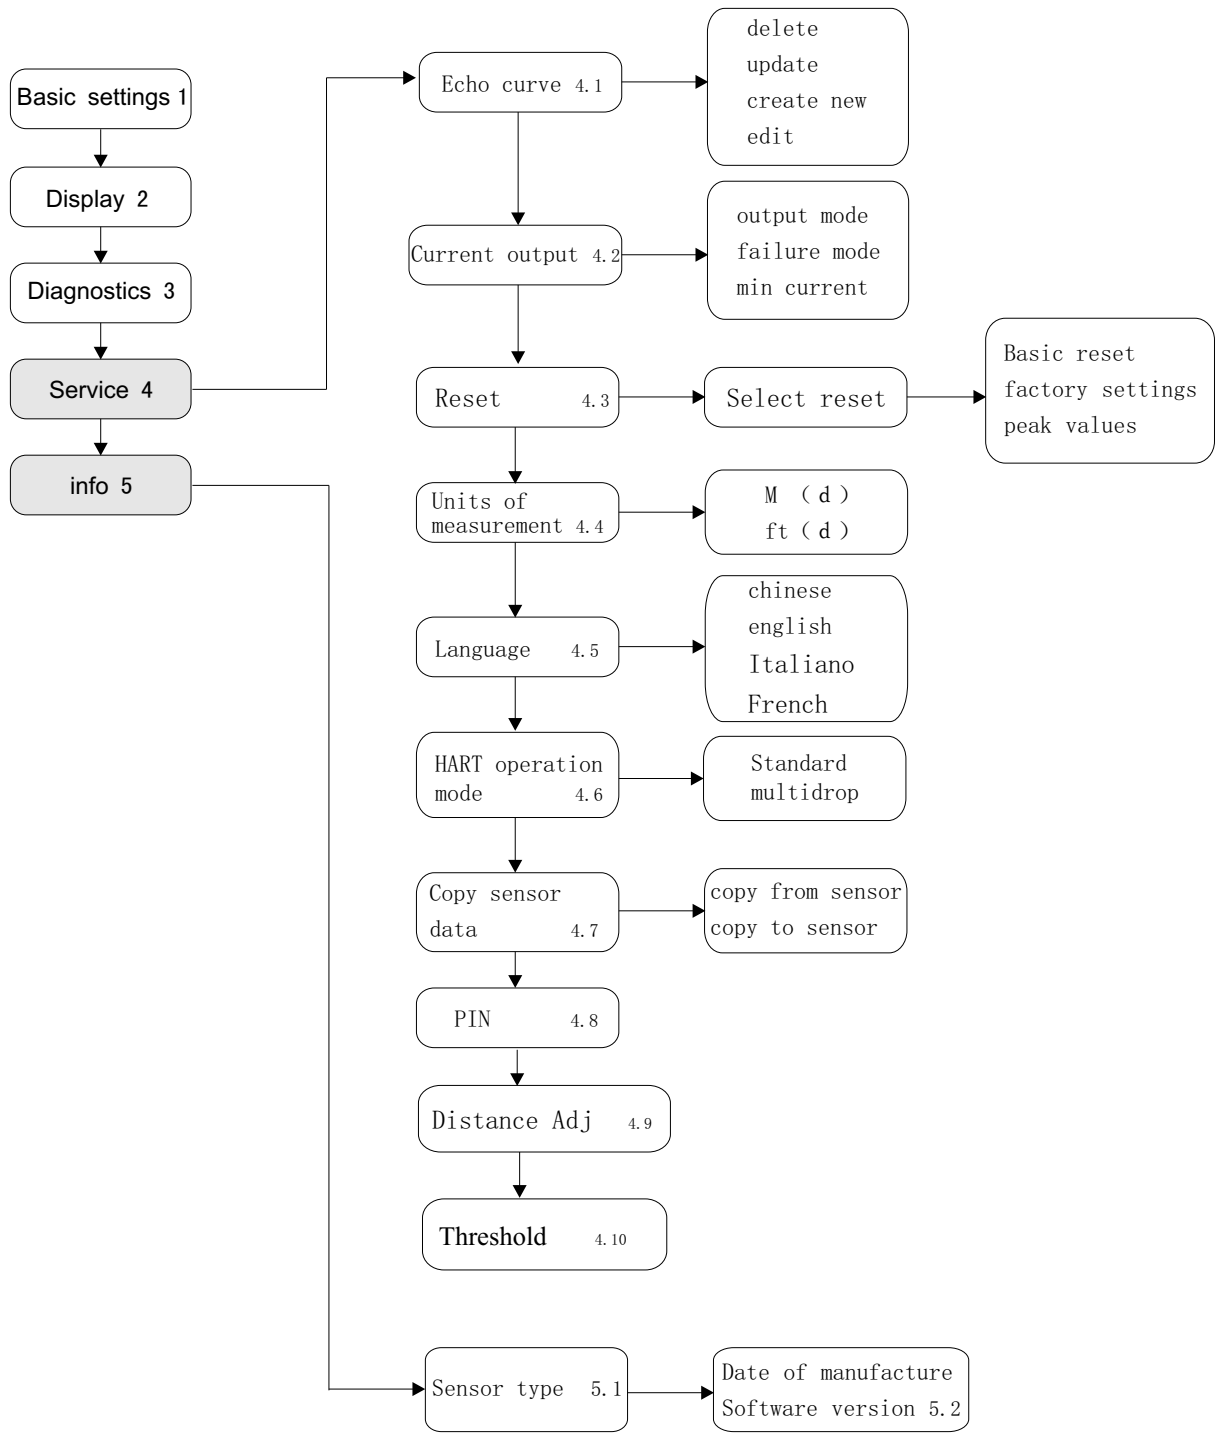 Basic settings 1
Display 2
Diagnostics 3
Service 4
info 5
Echo curve 4.1
delete
update
create new
edit
Current output 4.2
output mode
failure mode
min current
Reset 4.3
Select reset
Basic reset
factory settings
peak values
Units of
measurement 4.4
M （d）
ft（d）
Language 4.5
chinese
english
Italiano
French
HART operation
mode 4.6
Standard
multidrop
Copy sensor
data 4.7
copy from sensor
copy to sensor
PIN 4.8
Distance Adj 4.9
Threshold 4.10
Sensor type 5.1
Date of manufacture
Software version 5.2